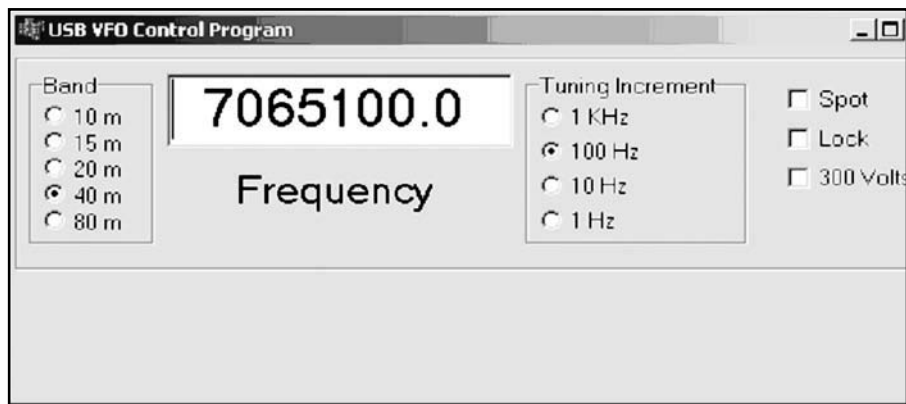 USB VFO Control Program
Band
10 m
15 m
20 m
40 m
80 m
7065100.0
Frequency
Tuning Increment
1 KHz
100 Hz
10 Hz
1 Hz
Spot
Lock
300 Volts